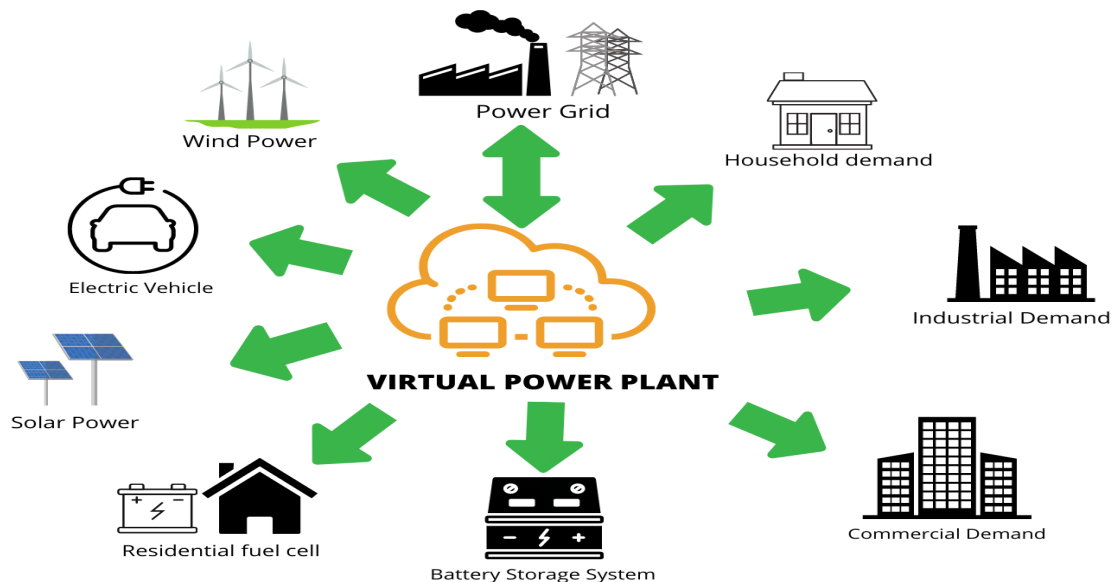 Power Grid
Wind Power
Household demand
Electric Vehicle
Industrial Demand
VIRTUAL POWER PLANT
Solar Power
Commercial Demand
Residential fuel cell
Battery Storage System